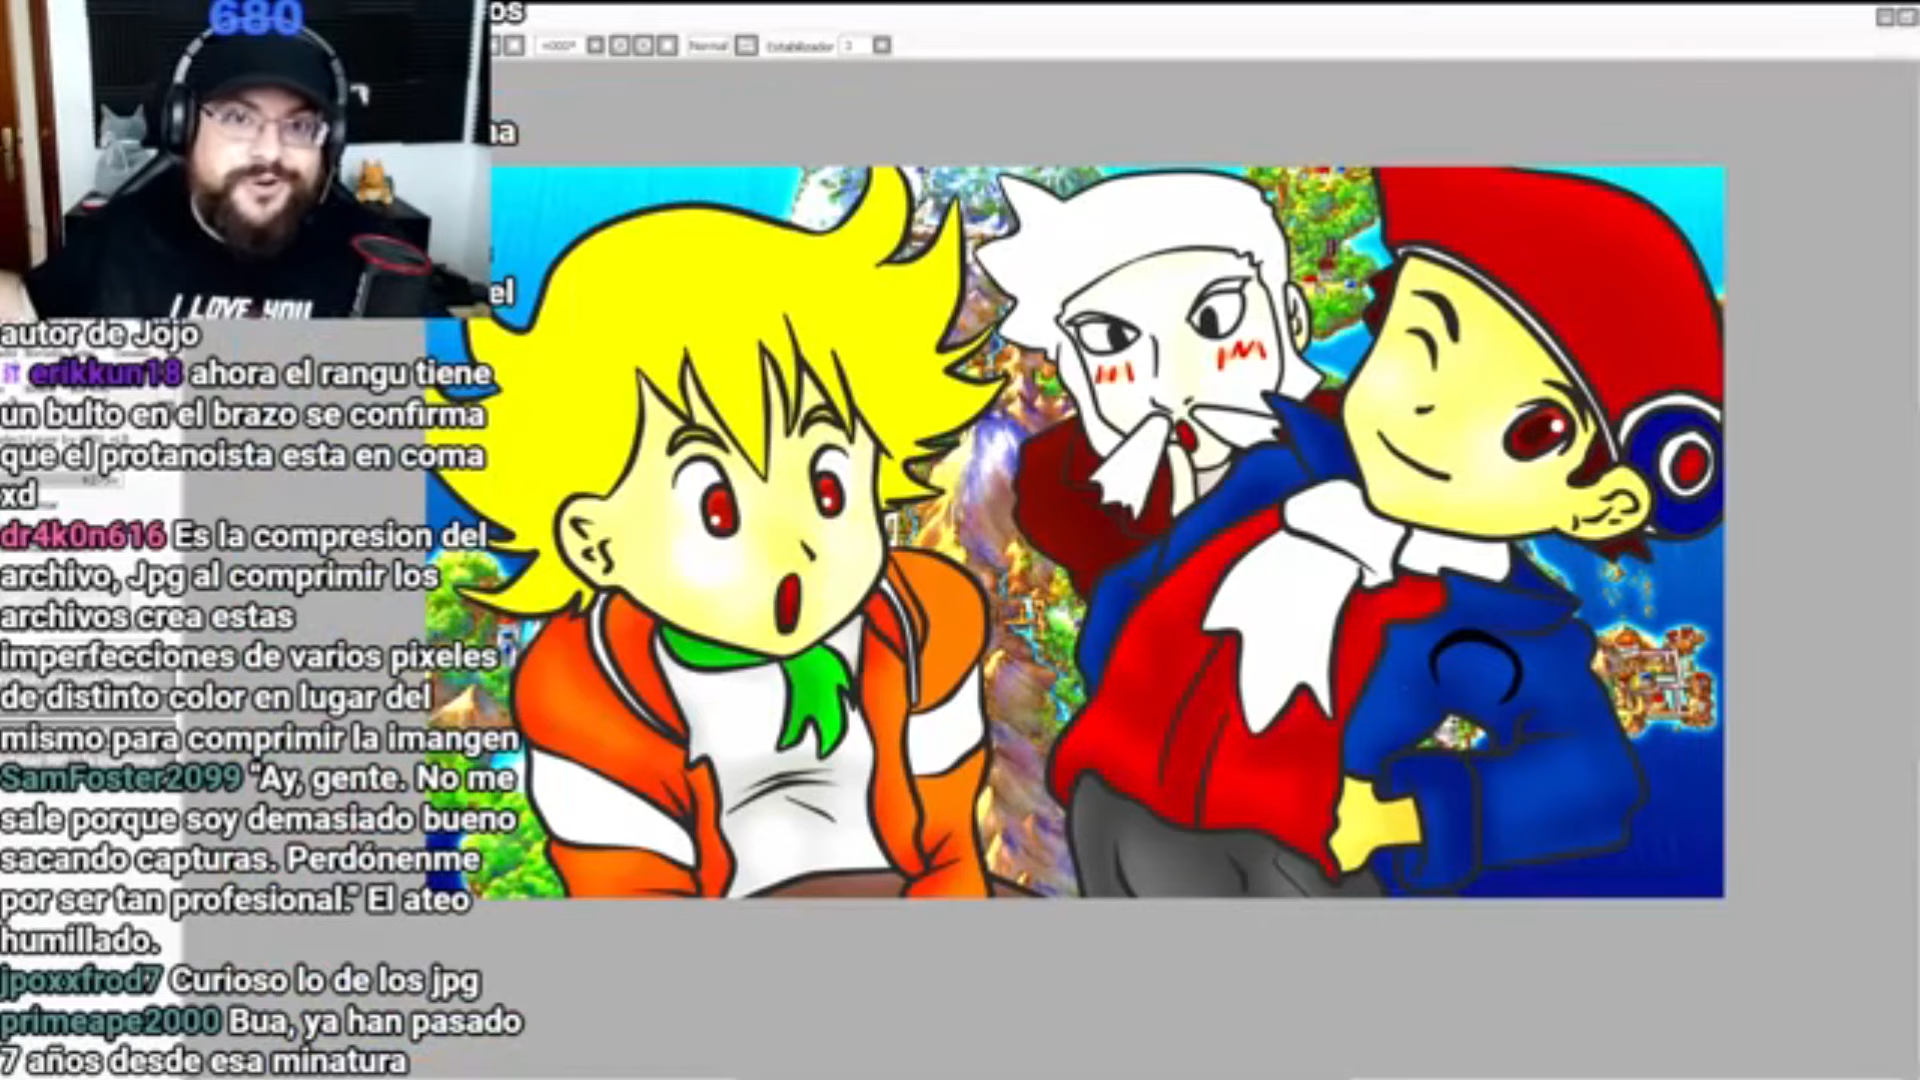 680
os
Normal
Estabilizador 3
na
el
I LOVE YOU
autor de Jojo
erikkun18 ahora el rangu tiene
un bulto en el brazo se confirma
que el protanoista esta en coma
xd
dr4k0n616 Es la compresion del
archivo, Jpg al comprimir los
archivos crea estas
imperfecciones de varios pixeles
de distinto color en lugar del
mismo para comprimir la imangen
SamFoster2099 "Ay, gente. No me
sale porque soy demasiado bueno
sacando capturas. Perdónenme
por ser tan profesional." El ateo
humillado.
jpoxxfrod7 Curioso lo de los jpg
primeape2000 Bua, ya han pasado
7 años desde esa minatura